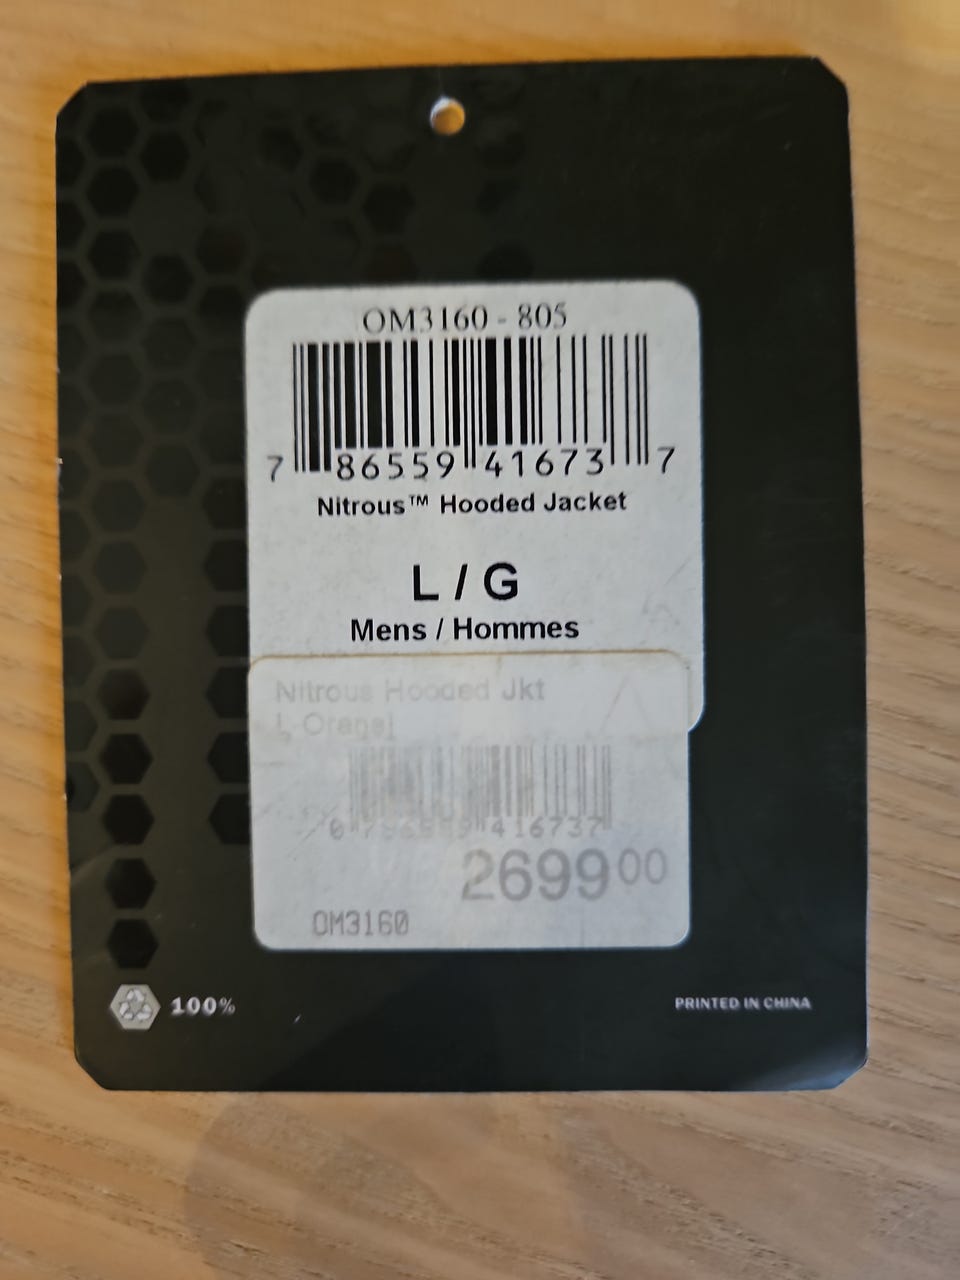 OM3160 - 805
7 86559 41673 7
Nitrous™ Hooded Jacket
L / G
Mens / Hommes
Nitrous Hooded Jkt
L
416737
2699 00
OM3160
100%
PRINTED IN CHINA